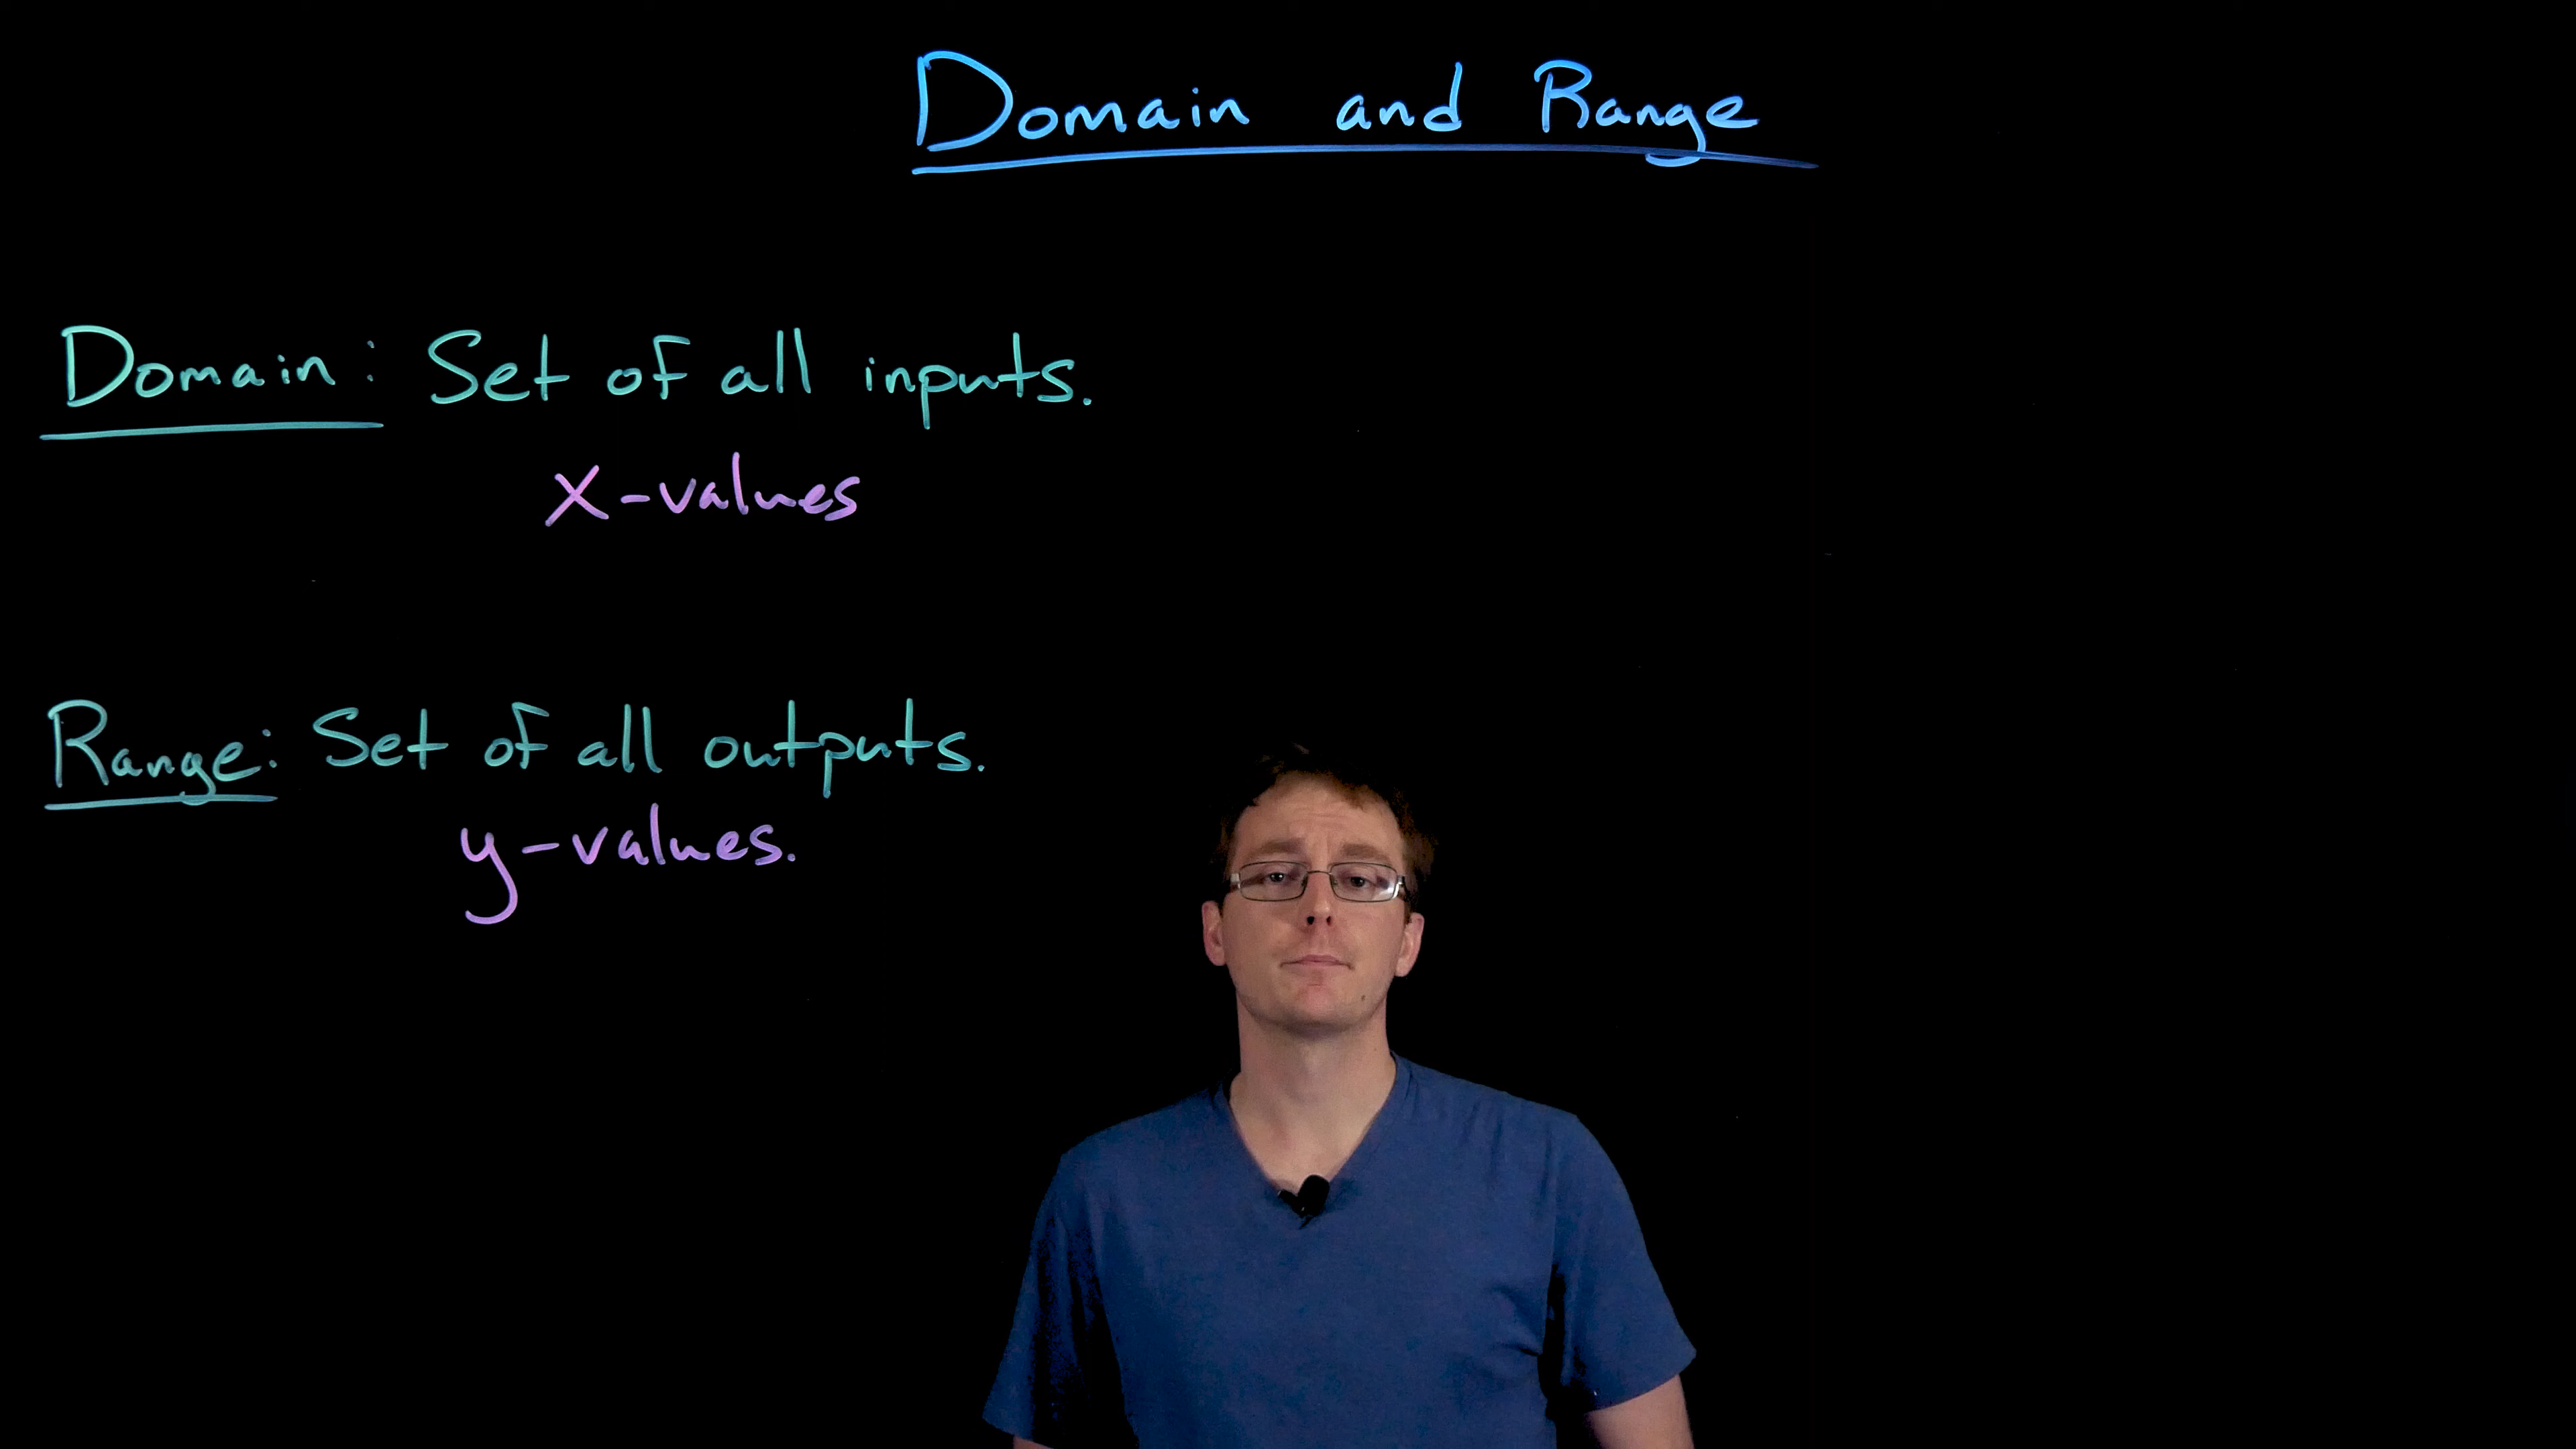 Domain and Range
Domain: Set of all inputs.
x-values
Range: Set of all outputs.
y-values.